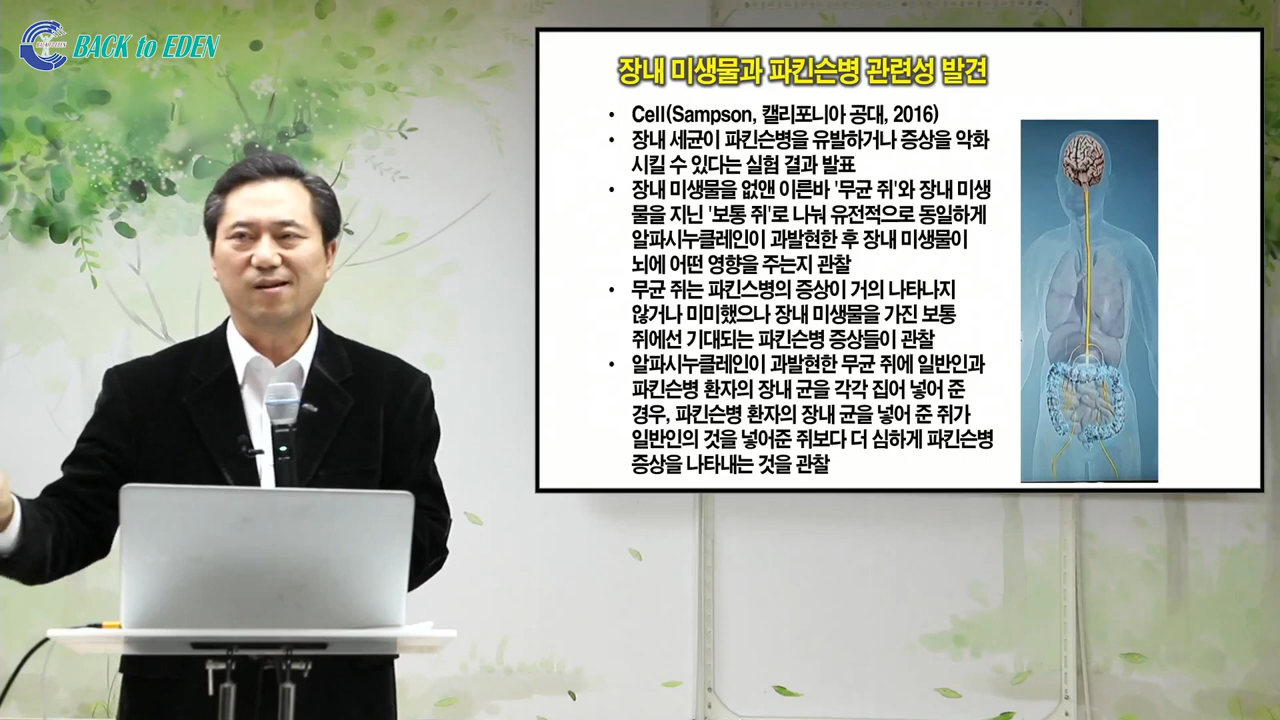 BACK to EDEN
장내 미생물과 파킨슨병 관련성 발견
• Cell(Sampson, 캘리포니아 공대, 2016)
• 장내 세균이 파킨슨병을 유발하거나 증상을 악화
시킬 수 있다는 실험 결과 발표
• 장내 미생물을 없앤 이른바 '무균 쥐'와 장내 미생
물을 지닌 '보통 쥐'로 나눠 유전적으로 동일하게
알파시누클레인이 과발현한 후 장내 미생물이
뇌에 어떤 영향을 주는지 관찰
• 무균 쥐는 파킨스병의 증상이 거의 나타나지
않거나 미미했으나 장내 미생물을 가진 보통
쥐에선 기대되는 파킨슨병 증상들이 관찰
• 알파시누클레인이 과발현한 무균 쥐에 일반인과
파킨슨병 환자의 장내 균을 각각 집어 넣어 준
경우, 파킨슨병 환자의 장내 균을 넣어 준 쥐가
일반인의 것을 넣어준 쥐보다 더 심하게 파킨슨병
증상을 나타내는 것을 관찰